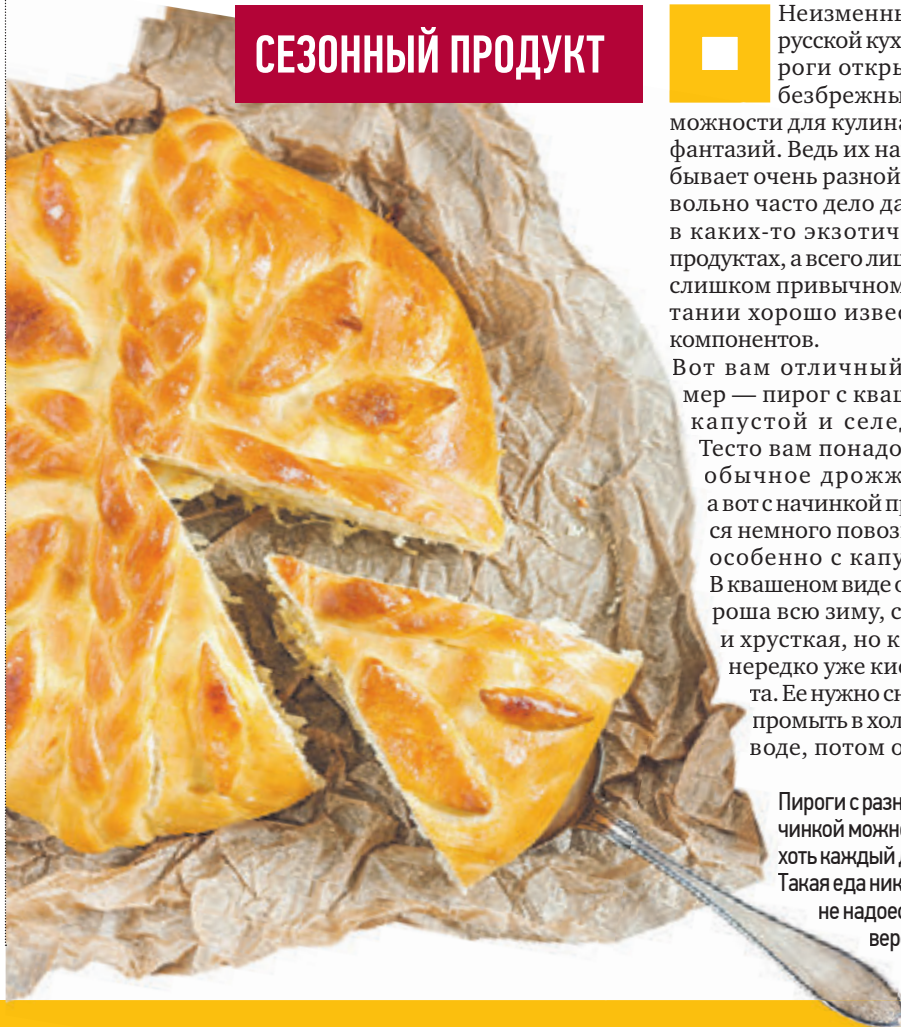 СЕЗОННЫЙ ПРОДУКТ
Неизменны
русской кух
роги откры
безбрежны
можности для кулина
фантазий. Ведь их на
бывает очень разной
вольно часто дело да
в каких-то экзотич
продуктах, а всего лиш
слишком привычном
тании хорошо извес
компонентов.
Вот вам отличный
мер — пирог с кваш
капустой и селед
Тесто вам понадо
обычное дрожж
а вот с начинкой пр
ся немного повоз
особенно с капу
В квашеном виде о
роша всю зиму, с
и хрусткая, но к
нередко уже кис
та. Ее нужно сн
промыть в хол
воде, потом о
Пироги с разн
чинкой можно
хоть каждый д
Такая еда ник
не надоес
вер